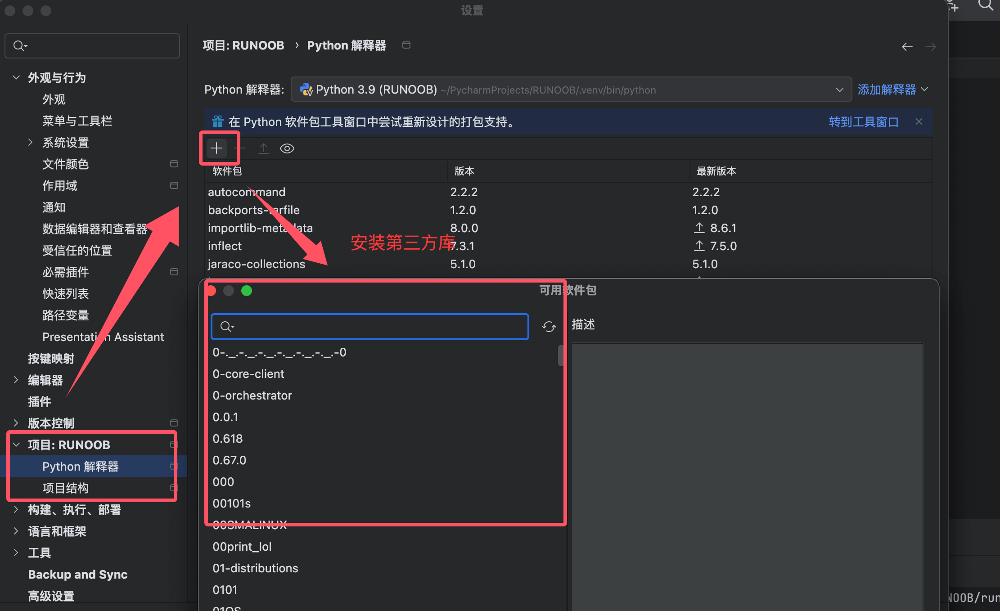 设置
项目: RUNOOB › Python 解释器
Python 解释器: Python 3.9 (RUNOOB) ~/PycharmProjects/RUNOOB/.venv/bin/python 添加解释器
在 Python 软件包工具窗口中尝试重新设计的打包支持。 转到工具窗口
外观与行为
外观
菜单与工具栏
系统设置
文件颜色
作用域
通知
数据编辑器和查看器
受信任的位置
必需插件
快速列表
路径变量
Presentation Assistant
按键映射
编辑器
插件
版本控制
项目: RUNOOB
Python 解释器
项目结构
构建、执行、部署
语言和框架
工具
Backup and Sync
高级设置
软件包 版本 最新版本
autocommand 2.2.2 2.2.2
backports-tarfile 1.2.0 1.2.0
importlib-metadata 8.0.0 8.6.1
inflect 7.3.1 7.5.0
jaraco-collections 5.1.0 5.1.0
安装第三方库
可用软件包
描述
0-._.-._.-._.-._.-._.-._.-0
0-core-client
0-orchestrator
0.0.1
0.618
0.67.0
000
00101s
00SMALINUX
00print_lol
01-distributions
0101
01OS
NOOB/run